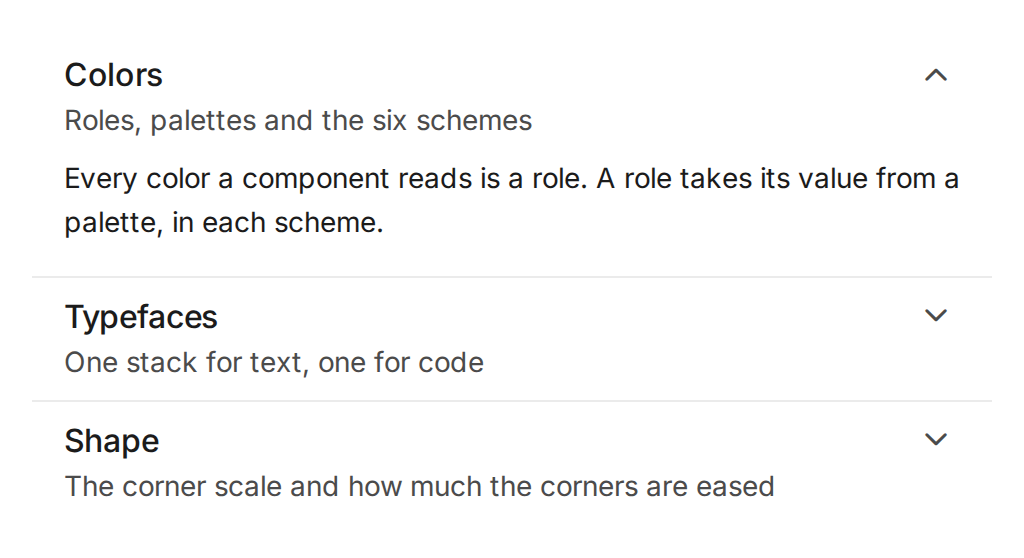 Colors
Roles, palettes and the six schemes
Every color a component reads is a role. A role takes its value from a
palette, in each scheme.
Typefaces
One stack for text, one for code
Shape
The corner scale and how much the corners are eased